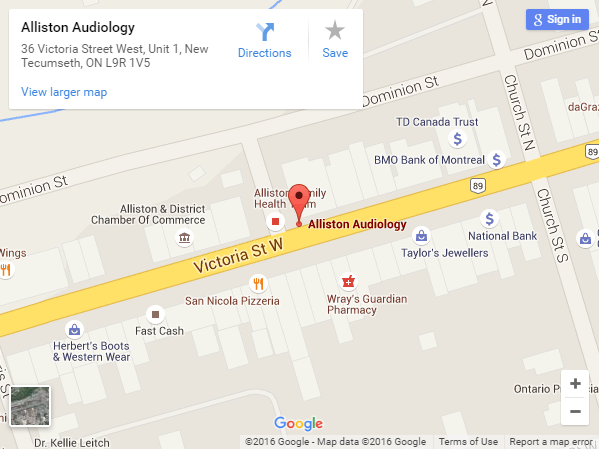 Alliston Audiology
36 Victoria Street West, Unit 1, New
Tecumseth, ON L9R 1V5
Directions
Save
View larger map
Sign in
Dominion St
Dominion St
Dominion St
Church St N
daGra
TD Canada Trust
BMO Bank of Montreal
89
89
Alliston Family
Health Team
Alliston & District
Chamber Of Commerce
Alliston Audiology
Victoria St W
Church St S
National Bank
Taylor's Jewellers
Wings
San Nicola Pizzeria
Wray's Guardian
Pharmacy
Fast Cash
Herbert's Boots
& Western Wear
Ontario P
Dr. Kellie Leitch
Google
©2016 Google - Map data ©2016 Google
Terms of Use
Report a map error